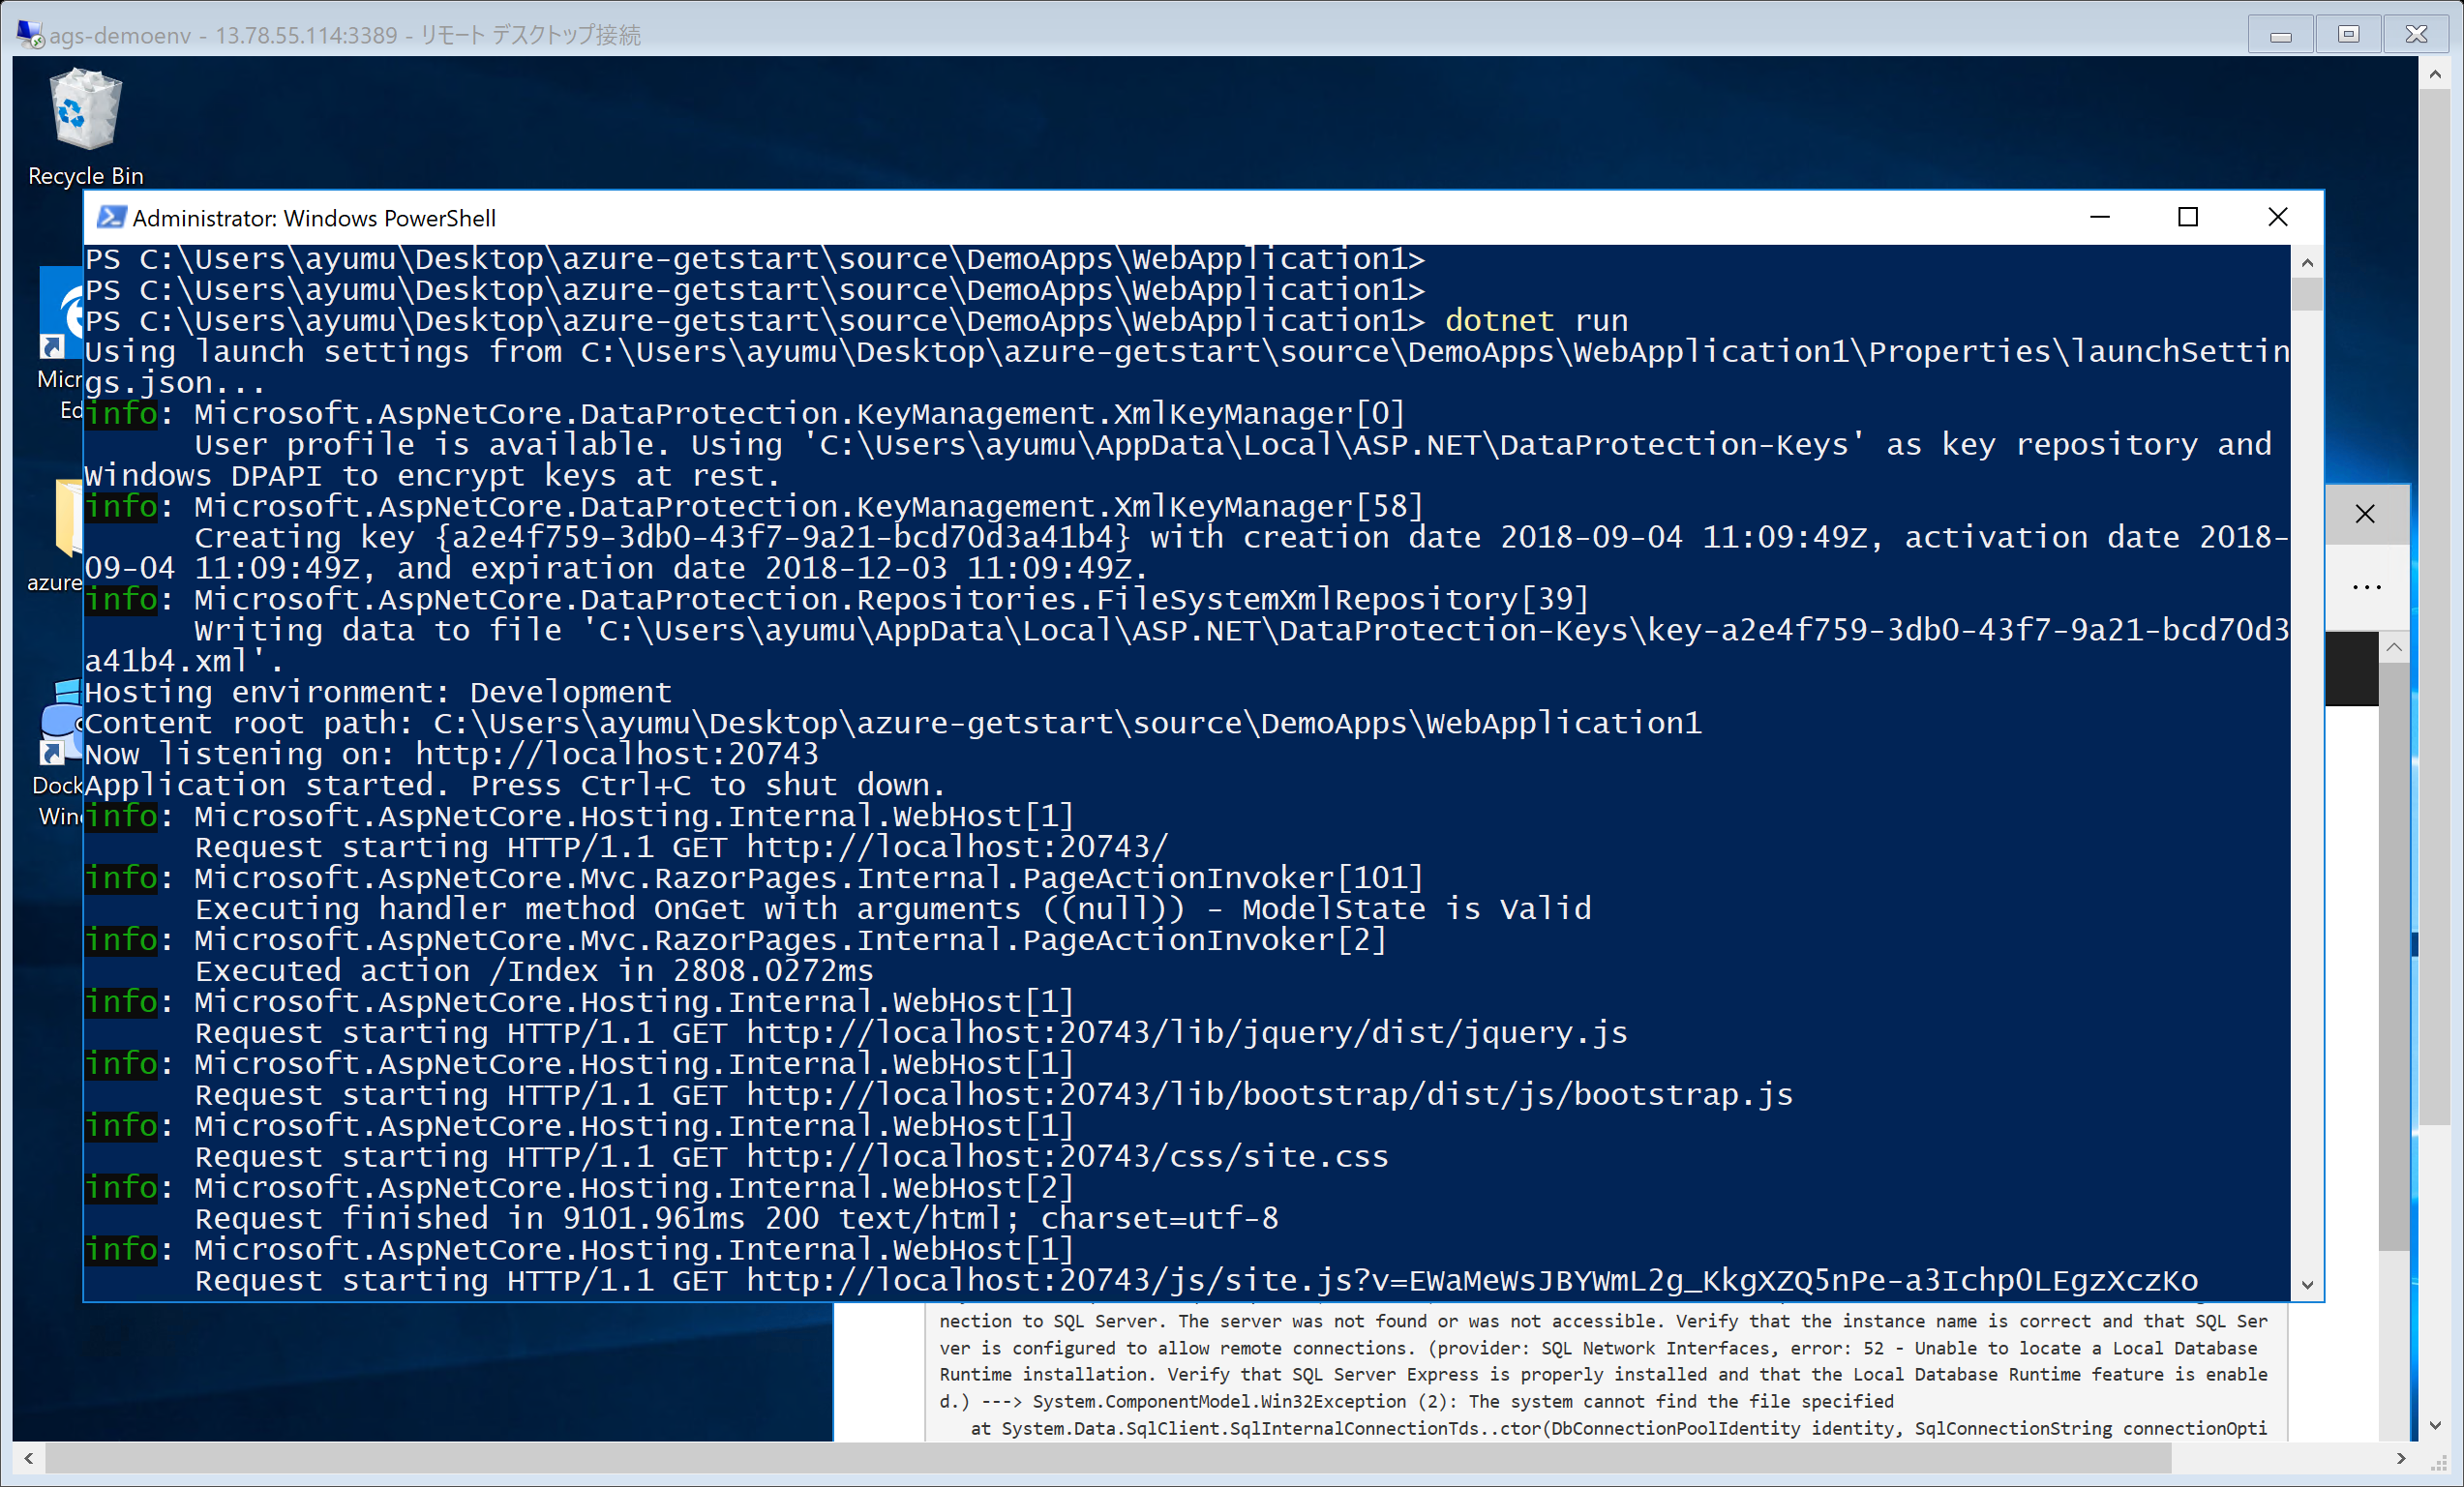 ags-demoenv - 13.78.55.114:3389 - リモート デスクトップ接続
Recycle Bin
Administrator: Windows PowerShell
PS C:\Users\ayumu\Desktop\azure-getstart\source\DemoApps\WebApplication1>
PS C:\Users\ayumu\Desktop\azure-getstart\source\DemoApps\WebApplication1>
PS C:\Users\ayumu\Desktop\azure-getstart\source\DemoApps\WebApplication1> dotnet run
Using launch settings from C:\Users\ayumu\Desktop\azure-getstart\source\DemoApps\WebApplication1\Properties\launchSettin
gs.json...
info: Microsoft.AspNetCore.DataProtection.KeyManagement.XmlKeyManager[0]
User profile is available. Using 'C:\Users\ayumu\AppData\Local\ASP.NET\DataProtection-Keys' as key repository and
Windows DPAPI to encrypt keys at rest.
info: Microsoft.AspNetCore.DataProtection.KeyManagement.XmlKeyManager[58]
Creating key {a2e4f759-3db0-43f7-9a21-bcd70d3a41b4} with creation date 2018-09-04 11:09:49Z, activation date 2018-
09-04 11:09:49Z, and expiration date 2018-12-03 11:09:49Z.
info: Microsoft.AspNetCore.DataProtection.Repositories.FileSystemXmlRepository[39]
Writing data to file 'C:\Users\ayumu\AppData\Local\ASP.NET\DataProtection-Keys\key-a2e4f759-3db0-43f7-9a21-bcd70d3
a41b4.xml'.
Hosting environment: Development
Content root path: C:\Users\ayumu\Desktop\azure-getstart\source\DemoApps\WebApplication1
Now listening on: http://localhost:20743
Application started. Press Ctrl+C to shut down.
info: Microsoft.AspNetCore.Hosting.Internal.WebHost[1]
Request starting HTTP/1.1 GET http://localhost:20743/
info: Microsoft.AspNetCore.Mvc.RazorPages.Internal.PageActionInvoker[101]
Executing handler method OnGet with arguments ((null)) - ModelState is Valid
info: Microsoft.AspNetCore.Mvc.RazorPages.Internal.PageActionInvoker[2]
Executed action /Index in 2808.0272ms
info: Microsoft.AspNetCore.Hosting.Internal.WebHost[1]
Request starting HTTP/1.1 GET http://localhost:20743/lib/jquery/dist/jquery.js
info: Microsoft.AspNetCore.Hosting.Internal.WebHost[1]
Request starting HTTP/1.1 GET http://localhost:20743/lib/bootstrap/dist/js/bootstrap.js
info: Microsoft.AspNetCore.Hosting.Internal.WebHost[1]
Request starting HTTP/1.1 GET http://localhost:20743/css/site.css
info: Microsoft.AspNetCore.Hosting.Internal.WebHost[2]
Request finished in 9101.961ms 200 text/html; charset=utf-8
info: Microsoft.AspNetCore.Hosting.Internal.WebHost[1]
Request starting HTTP/1.1 GET http://localhost:20743/js/site.js?v=EWaMeWsJBYWmL2g_KkgXZQ5nPe-a3Ichp0LEgzXczKo
Micr
Ed
azure
Dock
Win
nection to SQL Server. The server was not found or was not accessible. Verify that the instance name is correct and that SQL Ser
ver is configured to allow remote connections. (provider: SQL Network Interfaces, error: 52 - Unable to locate a Local Database
Runtime installation. Verify that SQL Server Express is properly installed and that the Local Database Runtime feature is enable
d.) ---> System.ComponentModel.Win32Exception (2): The system cannot find the file specified
at System.Data.SqlClient.SqlInternalConnectionTds..ctor(DbConnectionPoolIdentity identity, SqlConnectionString connectionOpti